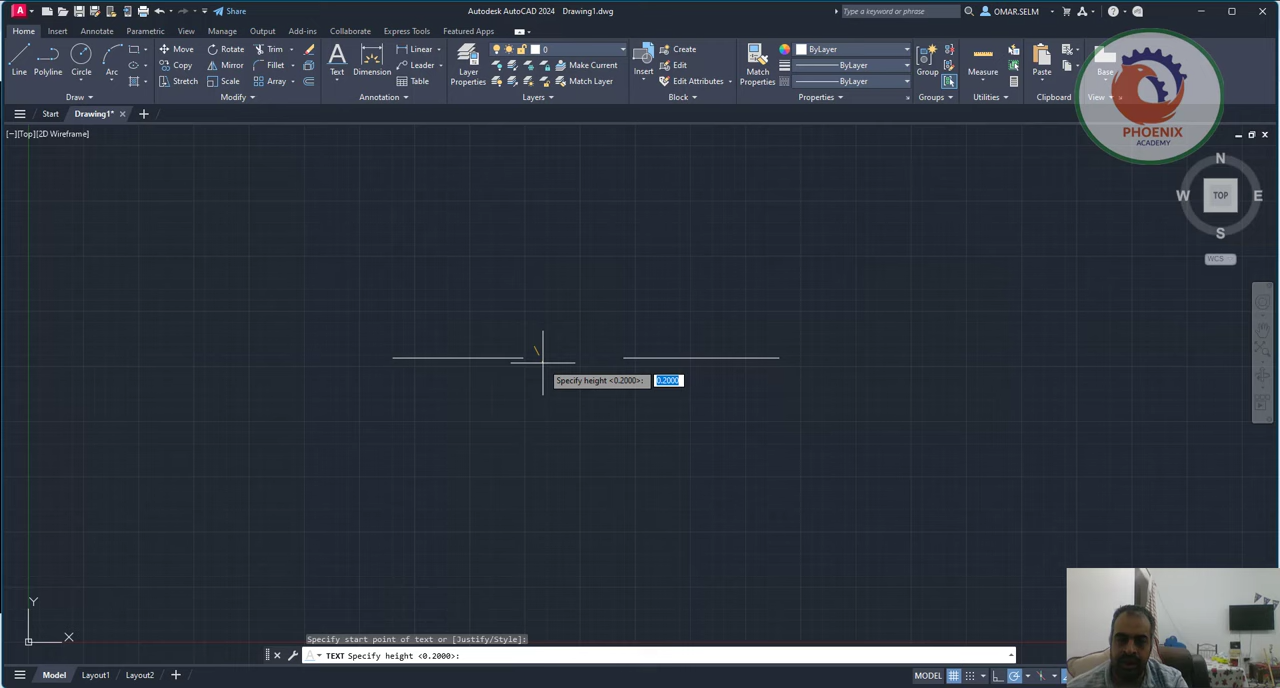 Autodesk AutoCAD 2024 Drawing1.dwg
Share
Type a keyword or phrase
OMAR.SELM
Home Insert Annotate Parametric View Manage Output Add-ins Collaborate Express Tools Featured Apps
Line Polyline Circle Arc
Move Rotate Trim
Copy Mirror Fillet
Stretch Scale Array
Text Dimension
Linear
Leader
Table
Layer Properties
0
Make Current
Match Layer
Insert
Create
Edit
Edit Attributes
Match Properties
ByLayer
ByLayer
ByLayer
Group
Measure
Paste
Base
Draw Modify Annotation Layers Block Properties Groups Utilities Clipboard View
PHOENIX
ACADEMY
Start Drawing1*
[−][Top][2D Wireframe]
N
W TOP E
S
WCS
Specify height <0.2000>: 0.2000
Y
X
Specify start point of text or [Justify/Style]:
TEXT Specify height <0.2000>:
Model Layout1 Layout2
MODEL